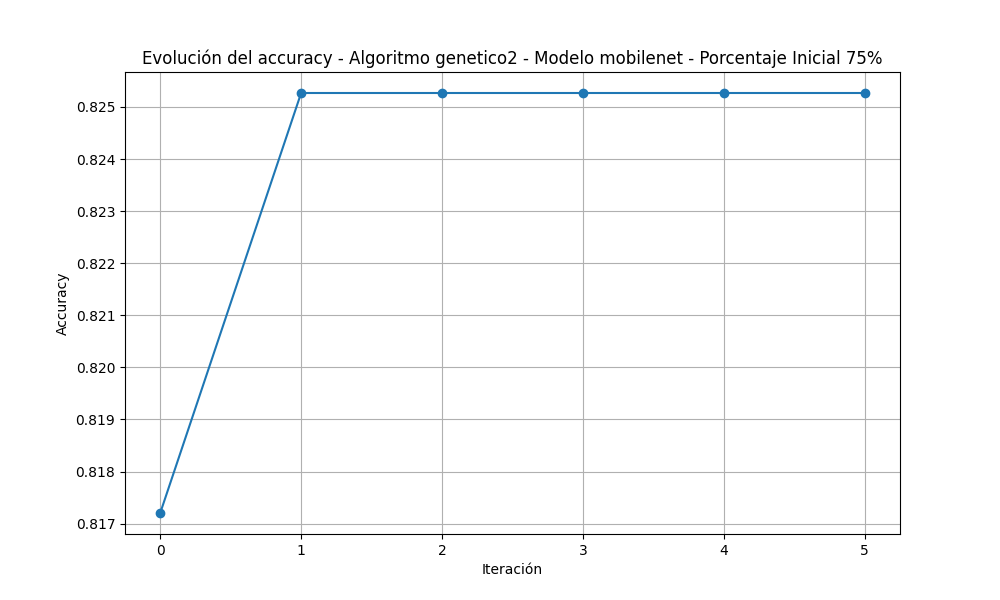 Evolución del accuracy - Algoritmo genetico2 - Modelo mobilenet - Porcentaje Inicial 75%
0.825
0.824
0.823
0.822
0.821
0.820
0.819
0.818
0.817
Accuracy
0 1 2 3 4 5
Iteración